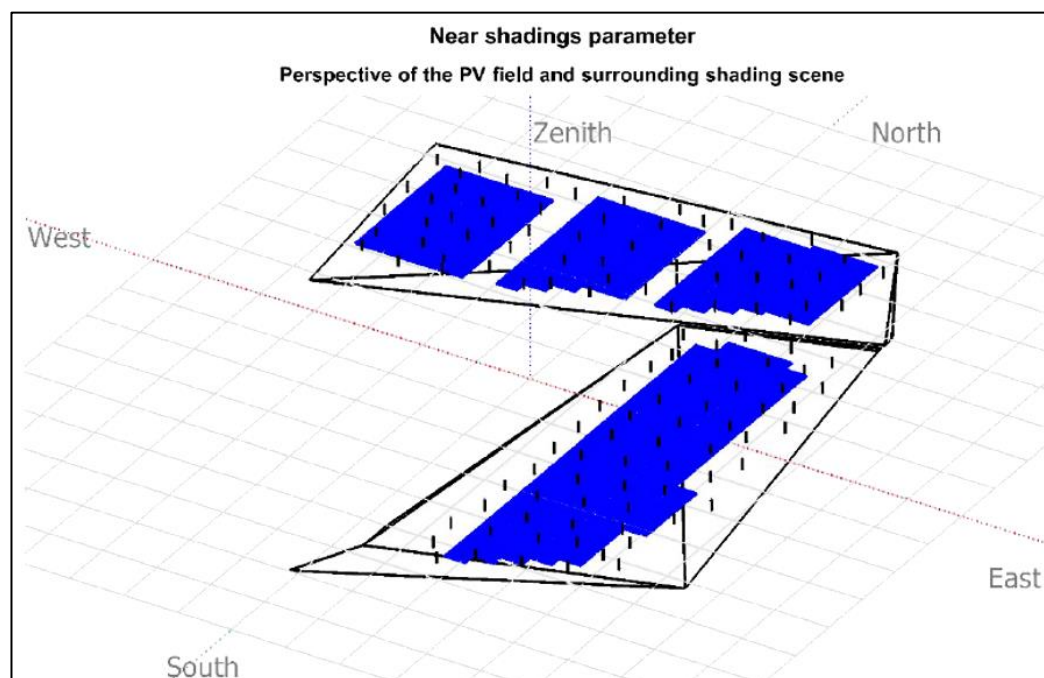 Near shadings parameter
Perspective of the PV field and surrounding shading scene
Zenith
North
West
East
South